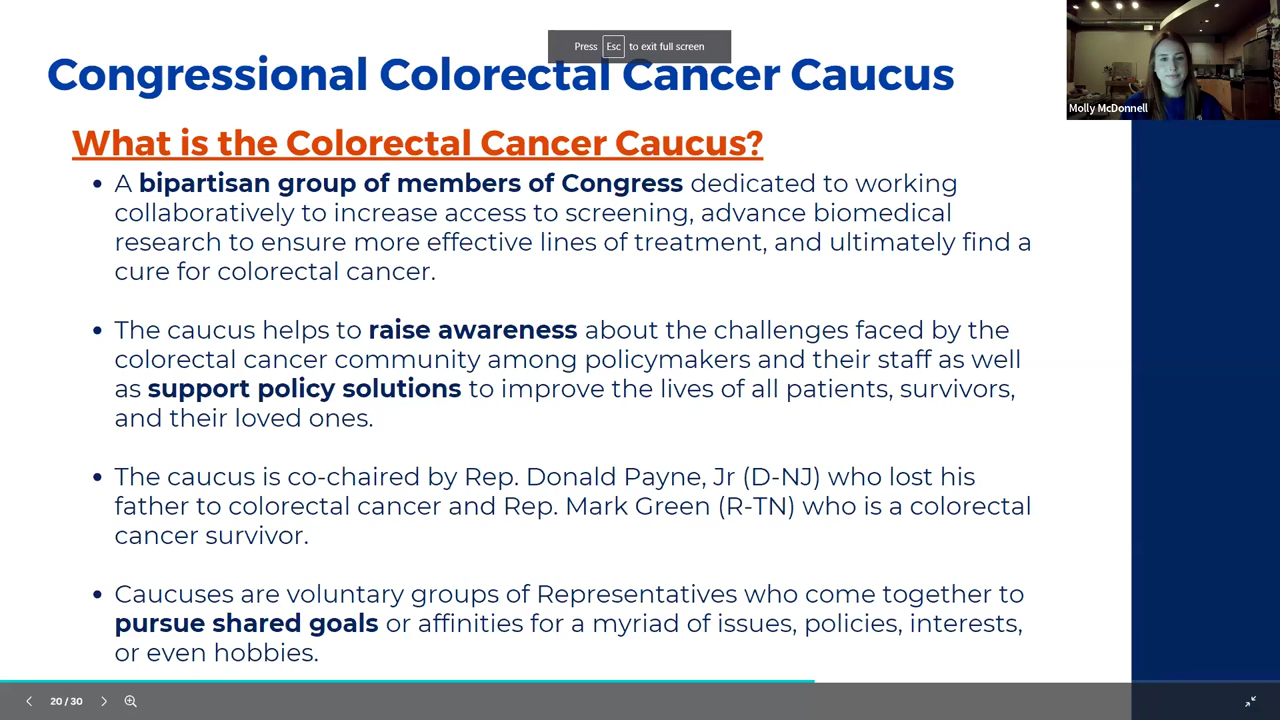 Press Esc to exit full screen
Congressional Colorectal Cancer Caucus
Molly McDonnell
What is the Colorectal Cancer Caucus?
• A bipartisan group of members of Congress dedicated to working
collaboratively to increase access to screening, advance biomedical
research to ensure more effective lines of treatment, and ultimately find a
cure for colorectal cancer.
• The caucus helps to raise awareness about the challenges faced by the
colorectal cancer community among policymakers and their staff as well
as support policy solutions to improve the lives of all patients, survivors,
and their loved ones.
• The caucus is co-chaired by Rep. Donald Payne, Jr (D-NJ) who lost his
father to colorectal cancer and Rep. Mark Green (R-TN) who is a colorectal
cancer survivor.
• Caucuses are voluntary groups of Representatives who come together to
pursue shared goals or affinities for a myriad of issues, policies, interests,
or even hobbies.
20 / 30